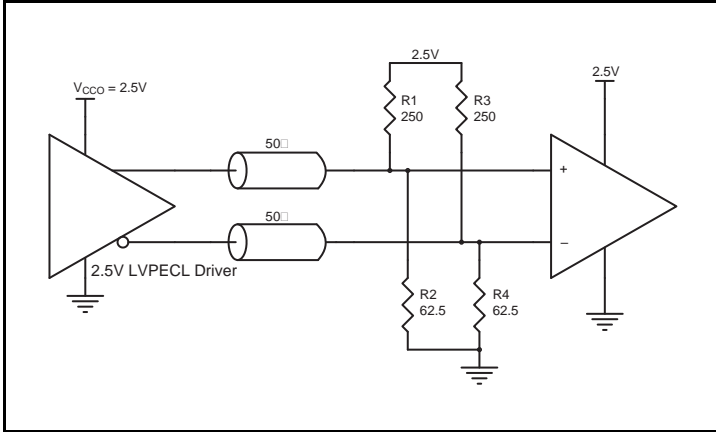 2.5V
V_CCO = 2.5V
2.5V
R1
250
R3
250
50□
+
50□
−
2.5V LVPECL Driver
R2
62.5
R4
62.5